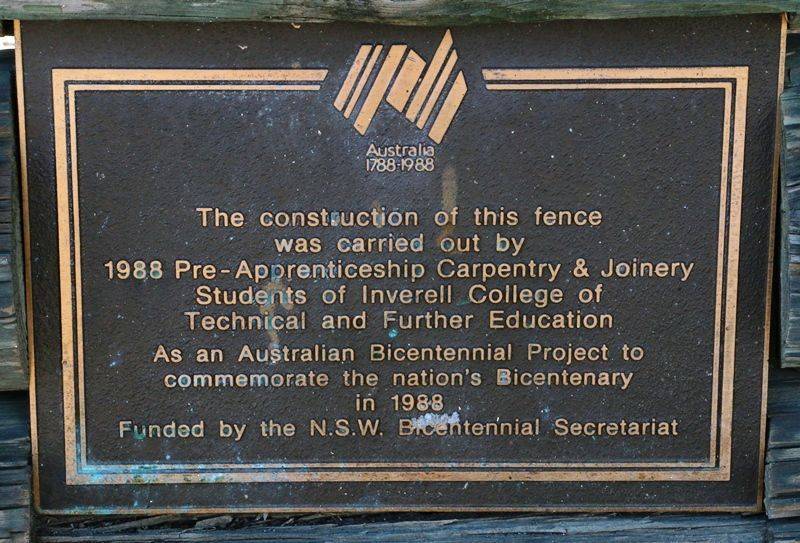 Australia
1788-1988
The construction of this fence
was carried out by
1988 Pre-Apprenticeship Carpentry & Joinery
Students of Inverell College of
Technical and Further Education
As an Australian Bicentennial Project to
commemorate the nation's Bicentenary
in 1988
Funded by the N.S.W. Bicentennial Secretariat